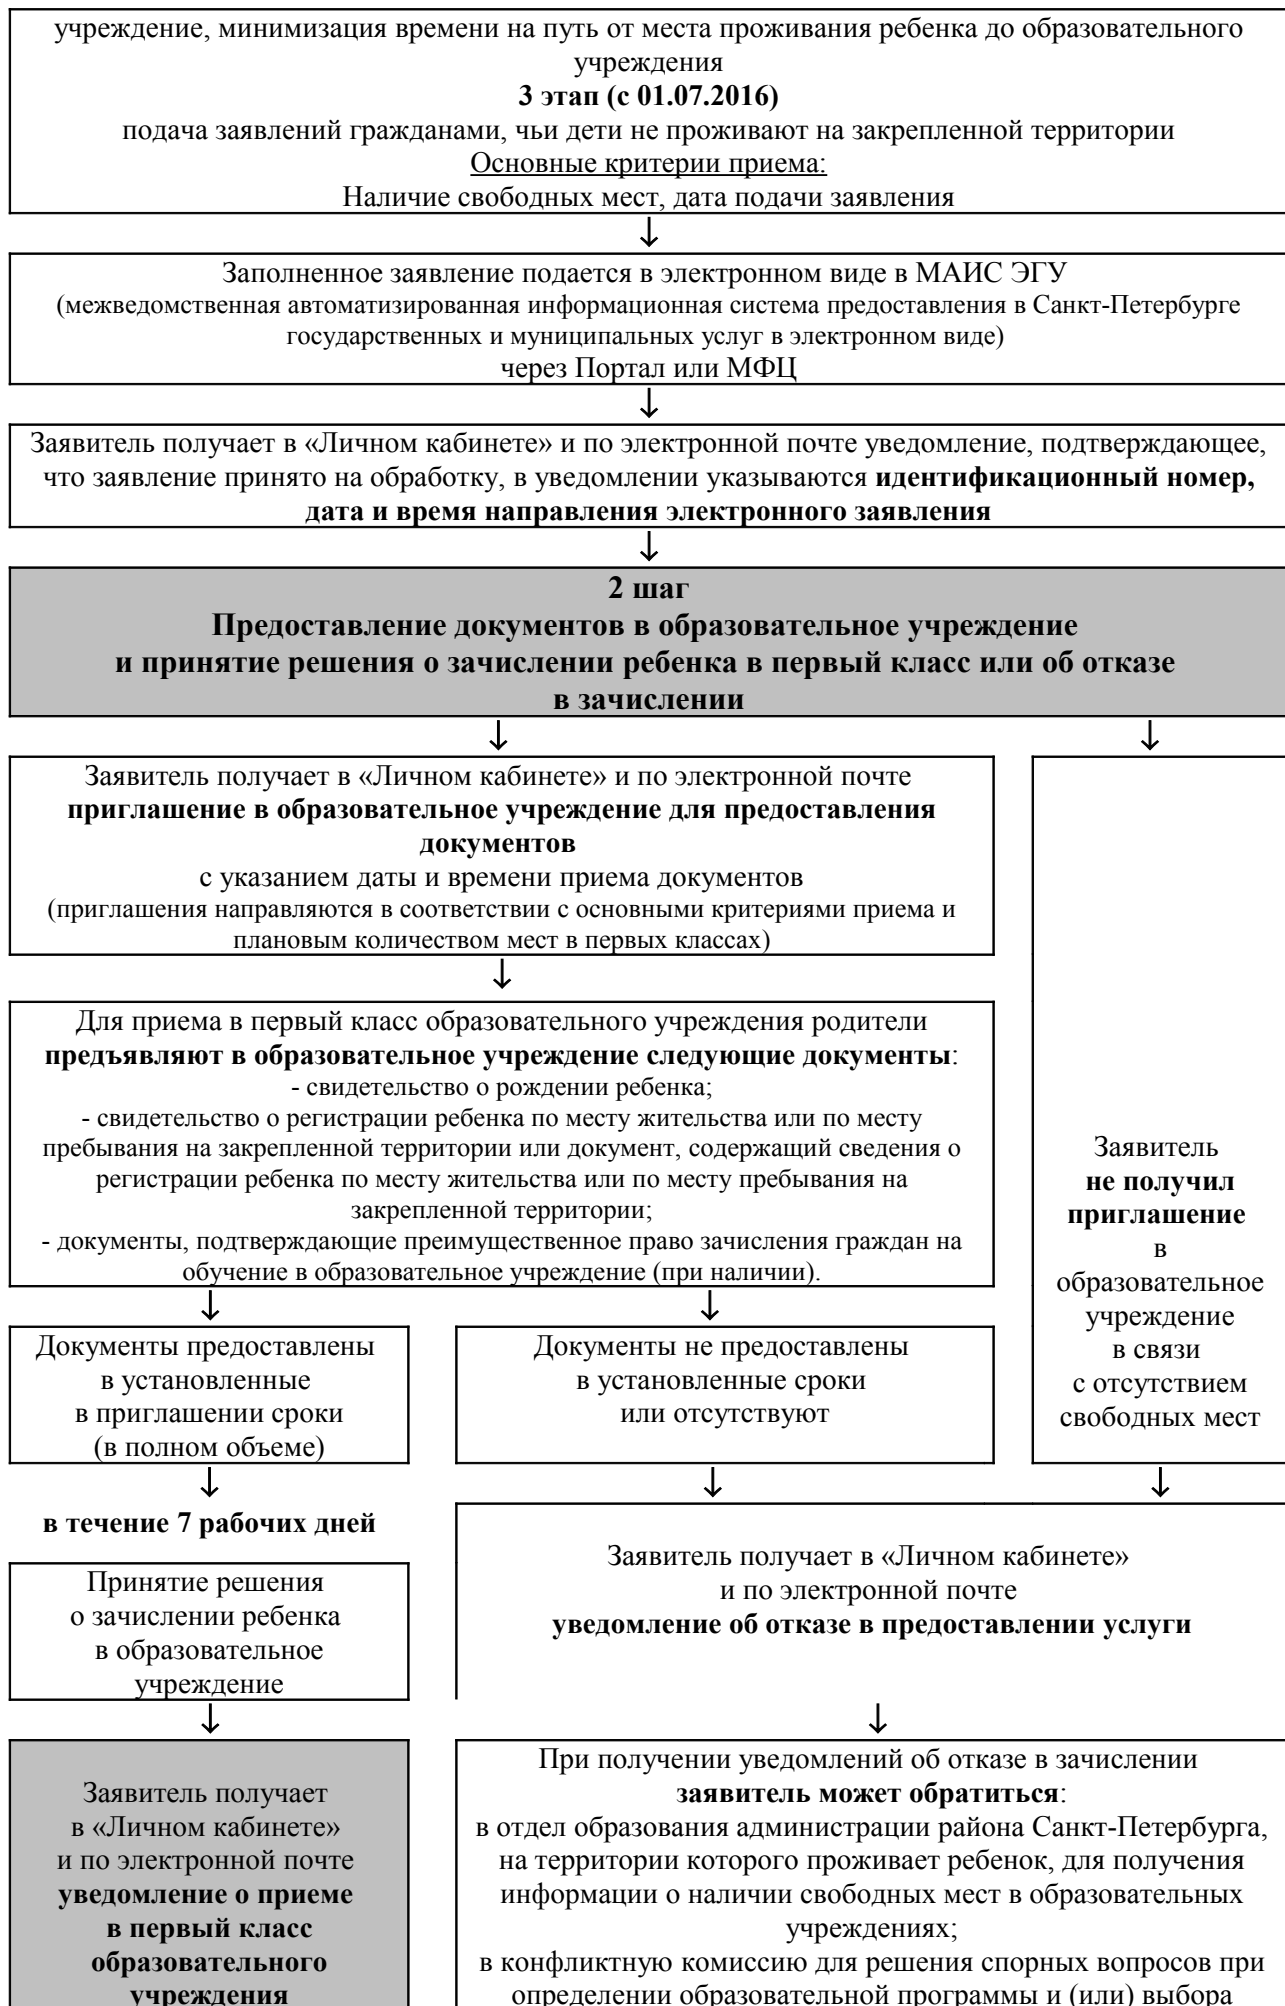 учреждение, минимизация времени на путь от места проживания ребенка до образовательного
учреждения
3 этап (с 01.07.2016)
подача заявлений гражданами, чьи дети не проживают на закрепленной территории
Основные критерии приема:
Наличие свободных мест, дата подачи заявления
↓
Заполненное заявление подается в электронном виде в МАИС ЭГУ
(межведомственная автоматизированная информационная система предоставления в Санкт-Петербурге
государственных и муниципальных услуг в электронном виде)
через Портал или МФЦ
↓
Заявитель получает в «Личном кабинете» и по электронной почте уведомление, подтверждающее,
что заявление принято на обработку, в уведомлении указываются идентификационный номер,
дата и время направления электронного заявления
↓
2 шаг
Предоставление документов в образовательное учреждение
и принятие решения о зачислении ребенка в первый класс или об отказе
в зачислении
↓ ↓
Заявитель получает в «Личном кабинете» и по электронной почте
приглашение в образовательное учреждение для предоставления
документов
с указанием даты и времени приема документов
(приглашения направляются в соответствии с основными критериями приема и
плановым количеством мест в первых классах)
↓
Для приема в первый класс образовательного учреждения родители
предъявляют в образовательное учреждение следующие документы:
- свидетельство о рождении ребенка;
- свидетельство о регистрации ребенка по месту жительства или по месту
пребывания на закрепленной территории или документ, содержащий сведения о
регистрации ребенка по месту жительства или по месту пребывания на
закрепленной территории;
- документы, подтверждающие преимущественное право зачисления граждан на
обучение в образовательное учреждение (при наличии).
Заявитель
не получил
приглашение
в
образовательное
учреждение
в связи
с отсутствием
свободных мест
↓ ↓
Документы предоставлены
в установленные
в приглашении сроки
(в полном объеме)
Документы не предоставлены
в установленные сроки
или отсутствуют
↓ ↓ ↓
в течение 7 рабочих дней
Принятие решения
о зачислении ребенка
в образовательное
учреждение
Заявитель получает в «Личном кабинете»
и по электронной почте
уведомление об отказе в предоставлении услуги
↓ ↓
Заявитель получает
в «Личном кабинете»
и по электронной почте
уведомление о приеме
в первый класс
образовательного
учреждения
При получении уведомлений об отказе в зачислении
заявитель может обратиться:
в отдел образования администрации района Санкт-Петербурга,
на территории которого проживает ребенок, для получения
информации о наличии свободных мест в образовательных
учреждениях;
в конфликтную комиссию для решения спорных вопросов при
определении образовательной программы и (или) выбора